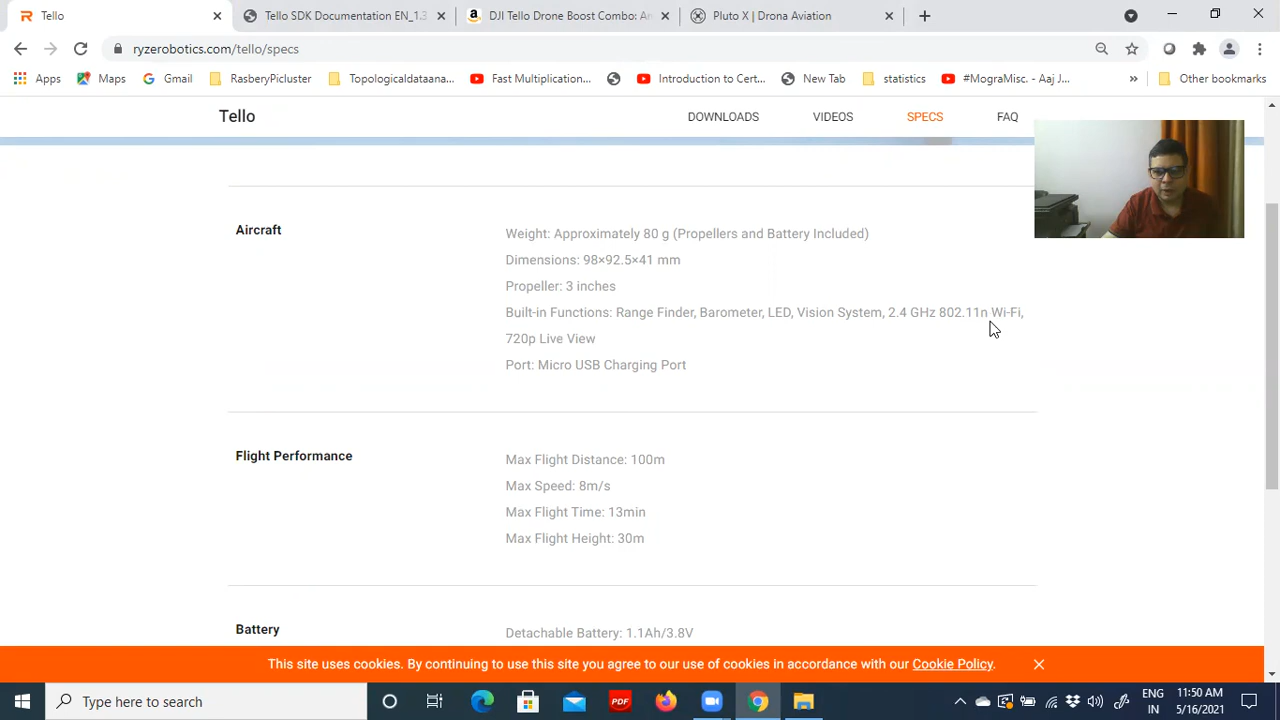 Tello
Tello SDK Documentation EN_1.3
DJI Tello Drone Boost Combo: An
Pluto X | Drona Aviation
ryzerobotics.com/tello/specs
Apps
Maps
Gmail
RasberyPicluster
Topologicaldataana...
Fast Multiplication...
Introduction to Cert...
New Tab
statistics
#MograMisc. - Aaj J...
»
Other bookmarks
Tello
DOWNLOADS
VIDEOS
SPECS
FAQ
Aircraft
Weight: Approximately 80 g (Propellers and Battery Included)
Dimensions: 98×92.5×41 mm
Propeller: 3 inches
Built-in Functions: Range Finder, Barometer, LED, Vision System, 2.4 GHz 802.11n Wi-Fi,
720p Live View
Port: Micro USB Charging Port
Flight Performance
Max Flight Distance: 100m
Max Speed: 8m/s
Max Flight Time: 13min
Max Flight Height: 30m
Battery
Detachable Battery: 1.1Ah/3.8V
This site uses cookies. By continuing to use this site you agree to our use of cookies in accordance with our Cookie Policy.
Type here to search
PDF
ENG
IN
11:50 AM
5/16/2021